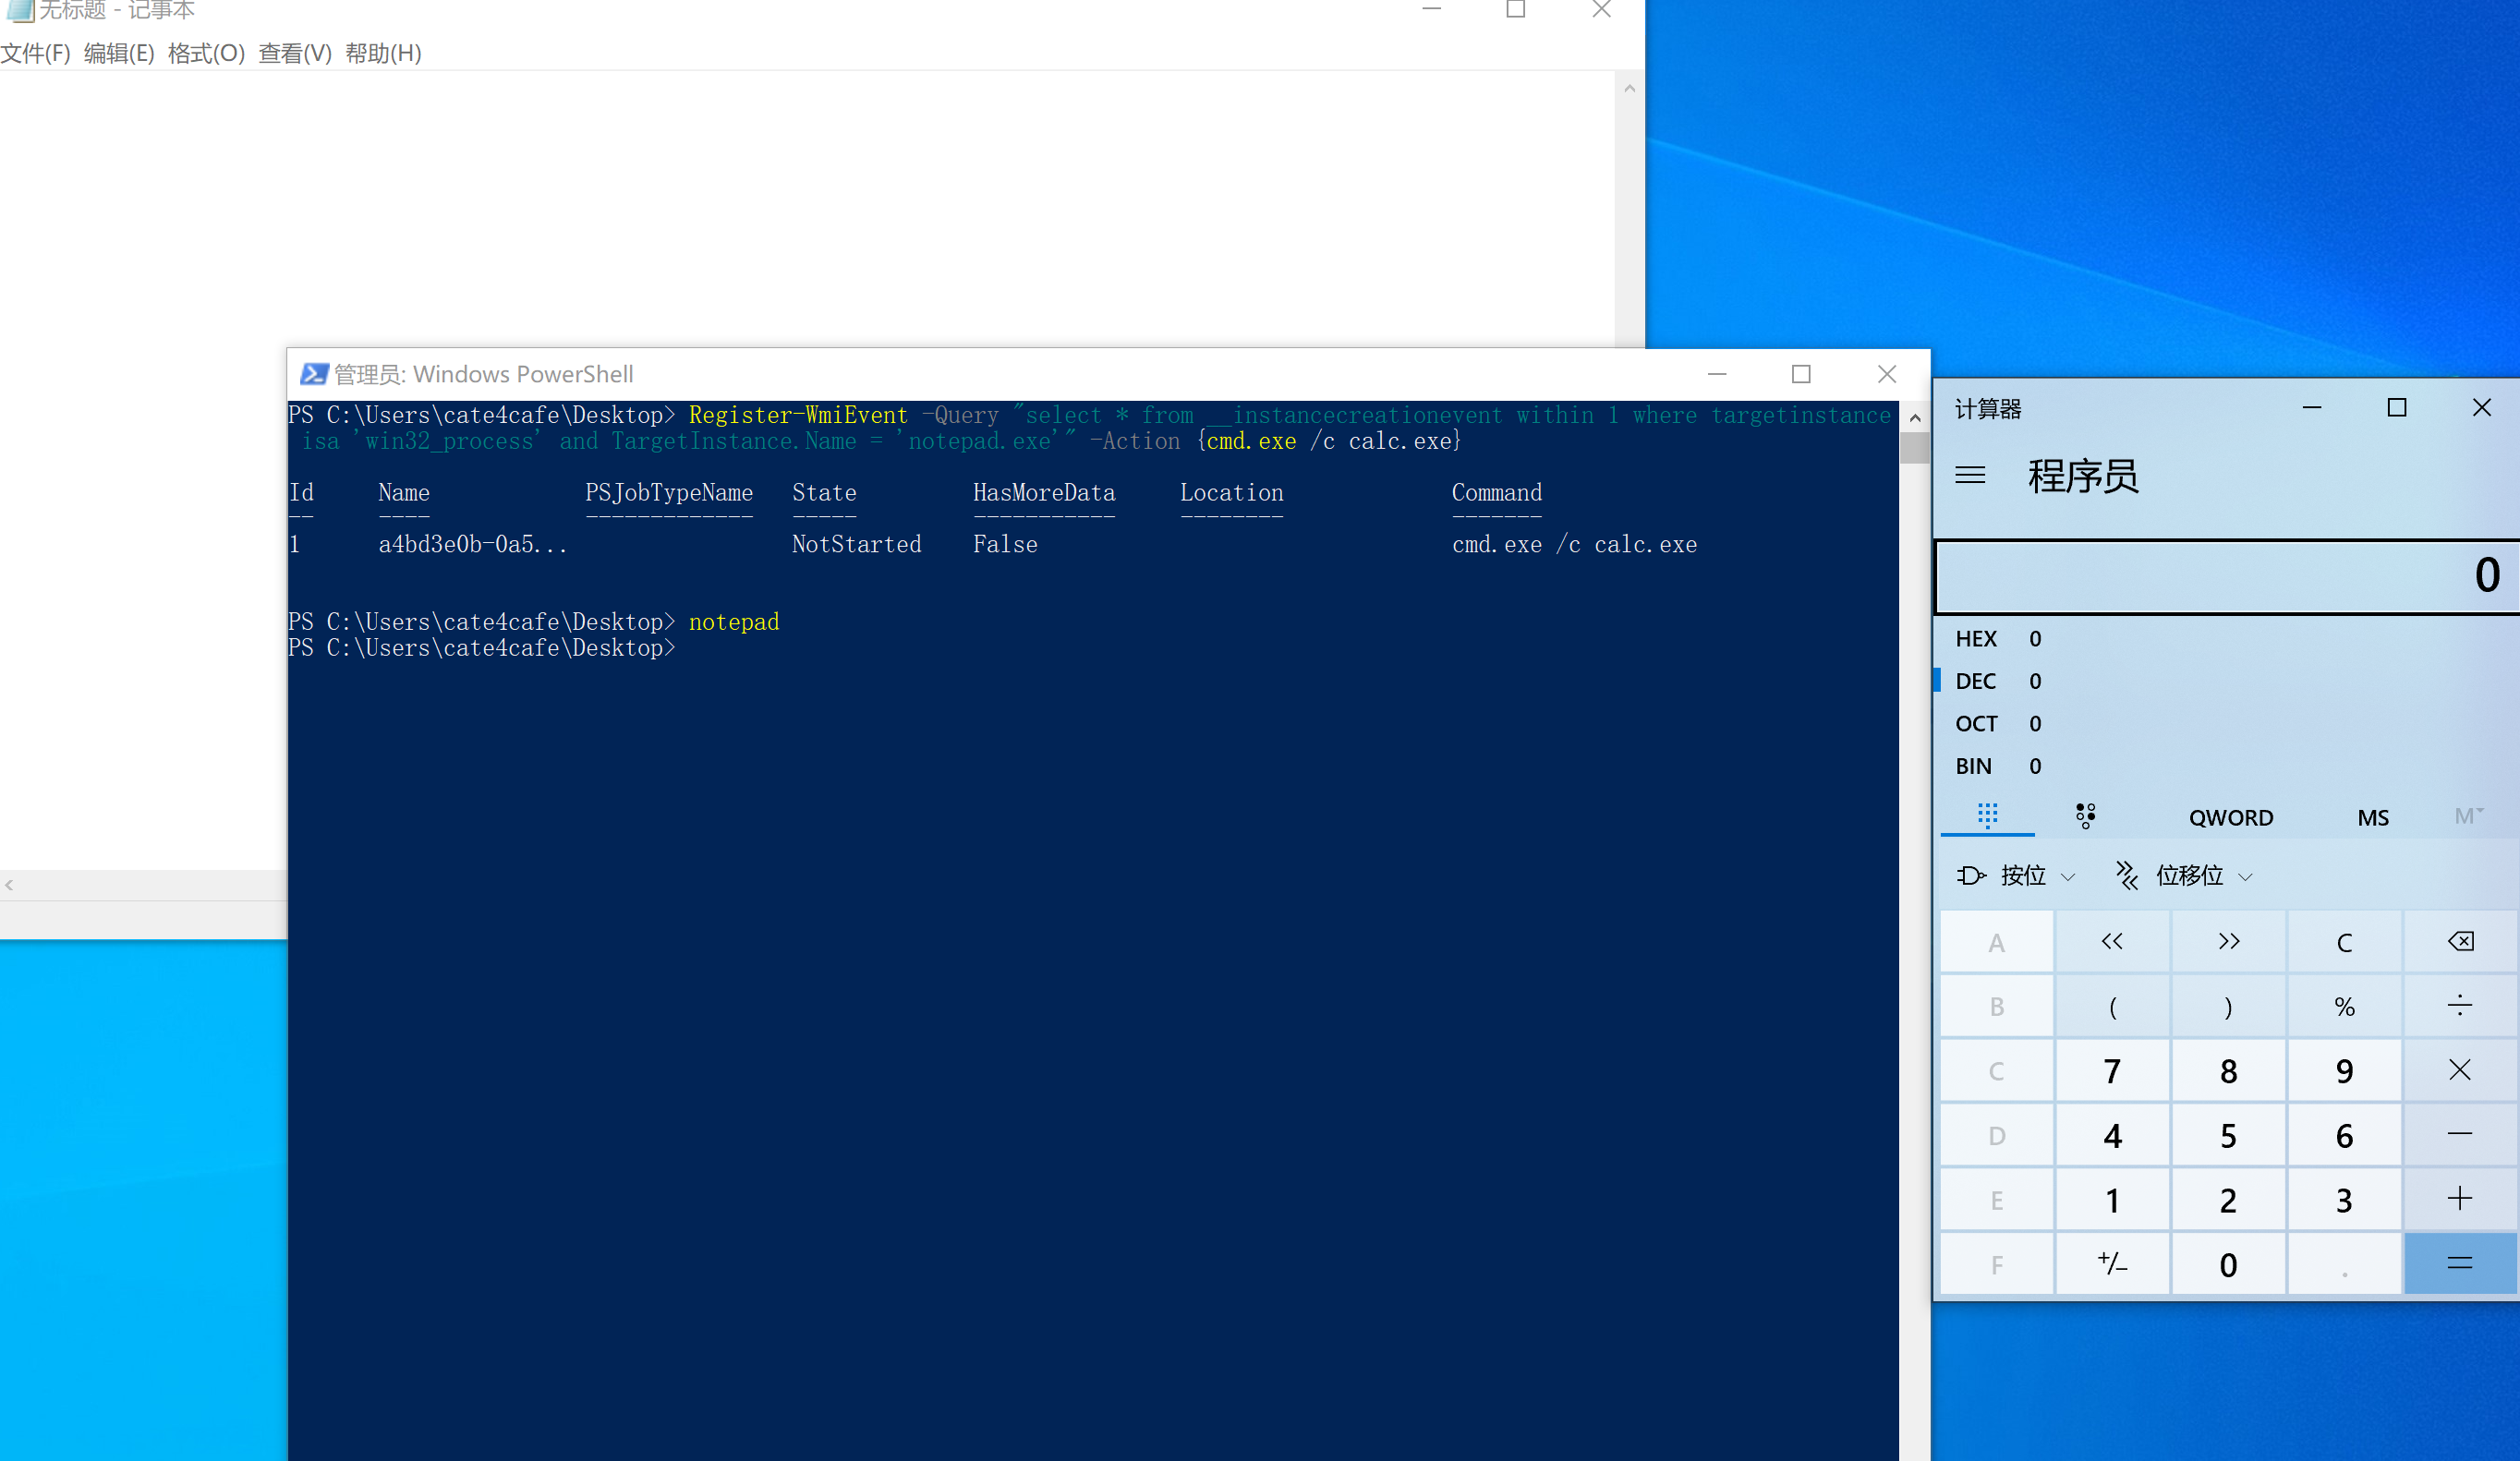 无标题 - 记事本
文件(F) 编辑(E) 格式(O) 查看(V) 帮助(H)
管理员: Windows PowerShell
PS C:\Users\cate4cafe\Desktop> Register-WmiEvent -Query "select * from __instancecreationevent within 1 where targetinstance
isa 'win32_process' and TargetInstance.Name = 'notepad.exe'" -Action {cmd.exe /c calc.exe}
Id Name PSJobTypeName State HasMoreData Location Command
-- ---- ------------- ----- ----------- -------- -------
1 a4bd3e0b-0a5... NotStarted False cmd.exe /c calc.exe
PS C:\Users\cate4cafe\Desktop> notepad
PS C:\Users\cate4cafe\Desktop>
计算器
程序员
0
HEX 0
DEC 0
OCT 0
BIN 0
QWORD MS M
按位 位移位
A << >> C
B ( ) % ÷
C 7 8 9 ×
D 4 5 6 −
E 1 2 3 +
F +/− 0 . =